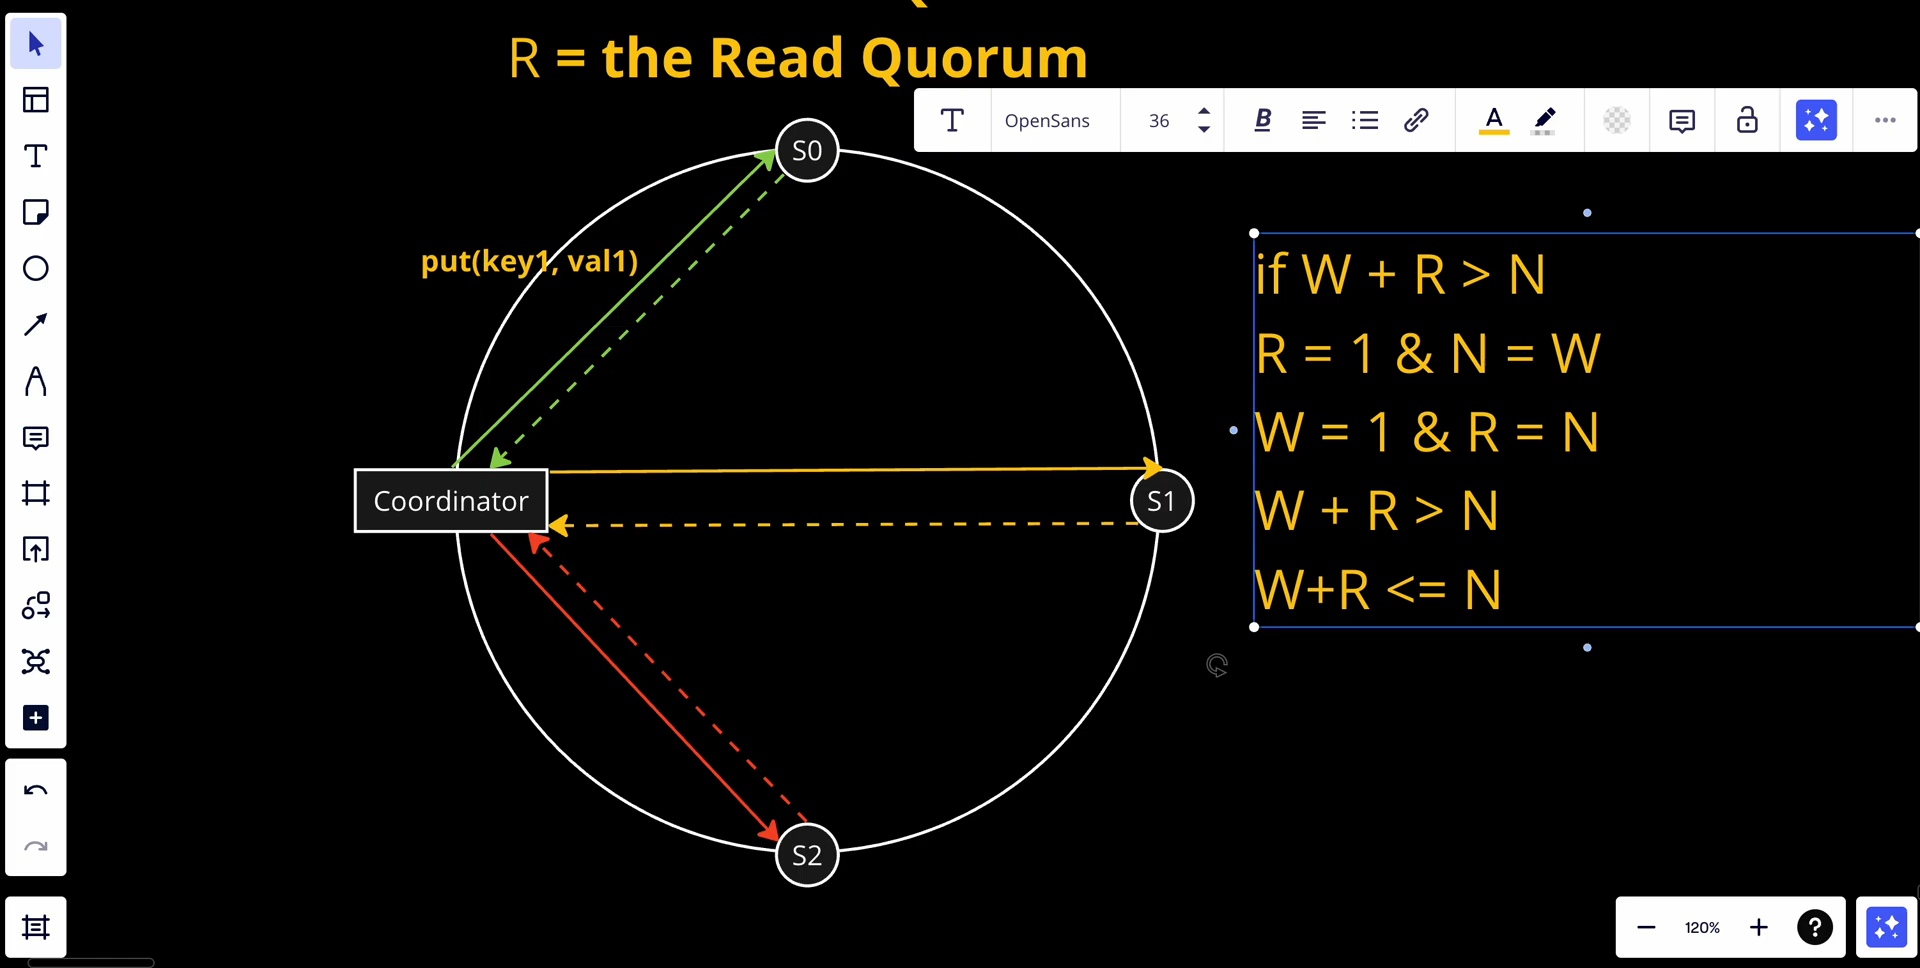 R = the Read Quorum
OpenSans
36
B
A
S0
put(key1, val1)
if W + R > N
R = 1 & N = W
W = 1 & R = N
Coordinator
S1
W + R > N
W+R <= N
S2
120%